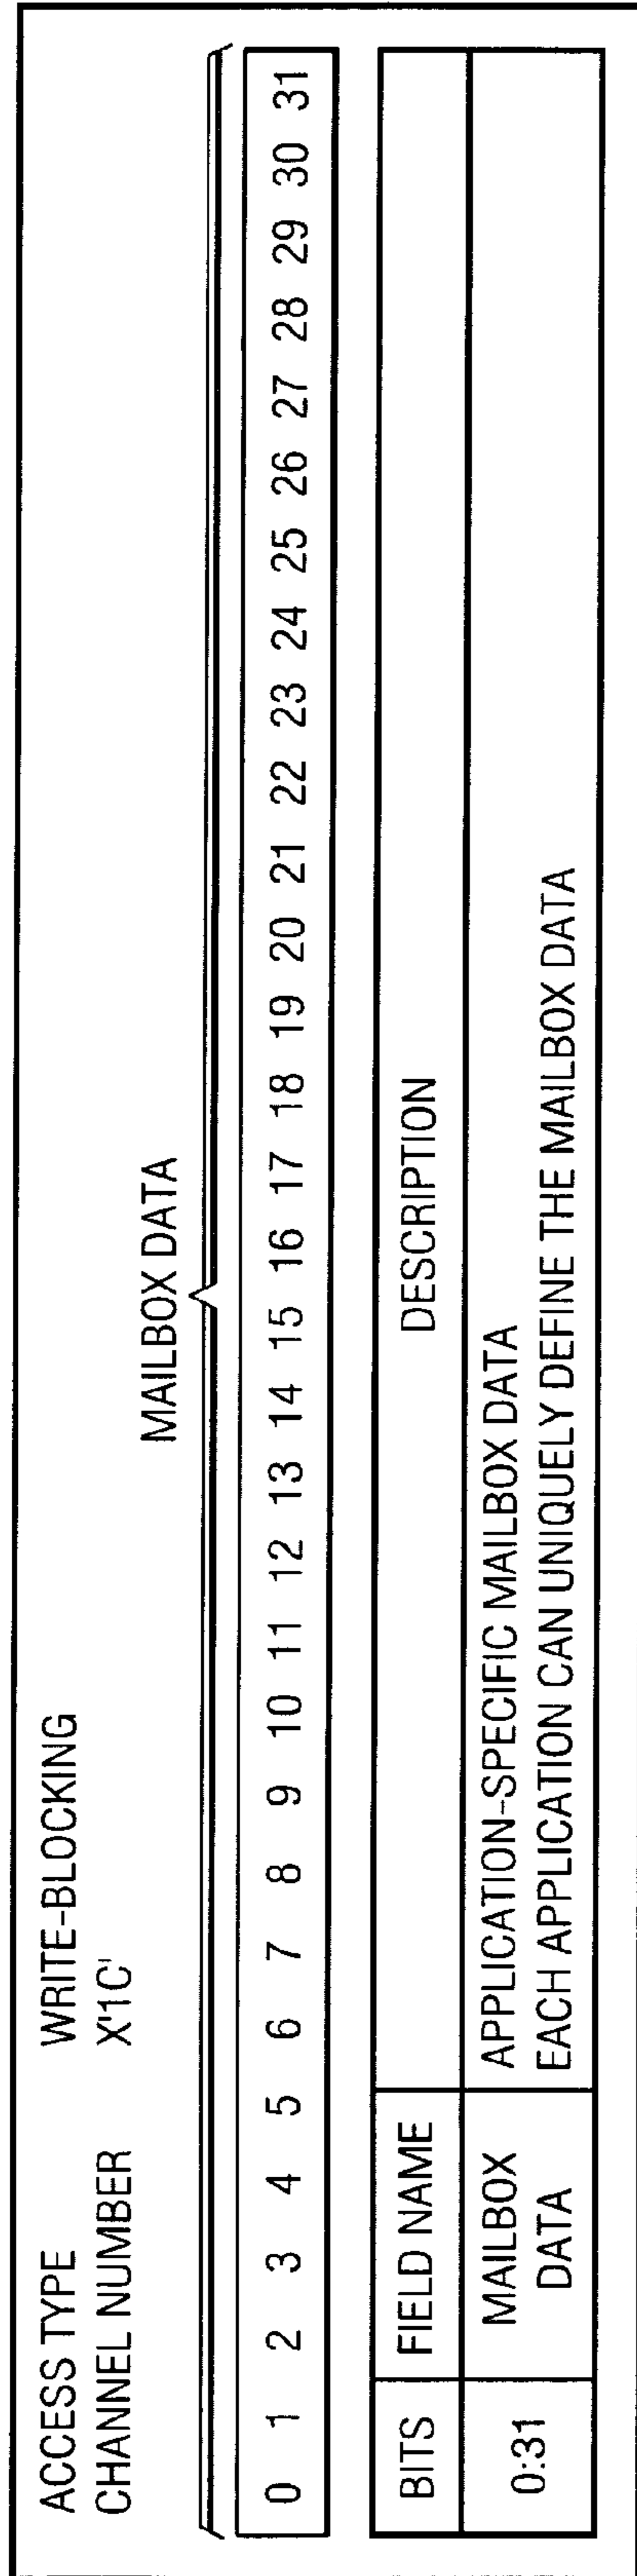 ACCESS TYPE WRITE-BLOCKING
CHANNEL NUMBER X'1C'
MAILBOX DATA
0 1 2 3 4 5 6 7 8 9 10 11 12 13 14 15 16 17 18 19 20 21 22 23 24 25 26 27 28 29 30 31
BITS FIELD NAME DESCRIPTION
0:31 MAILBOX DATA APPLICATION-SPECIFIC MAILBOX DATA
EACH APPLICATION CAN UNIQUELY DEFINE THE MAILBOX DATA